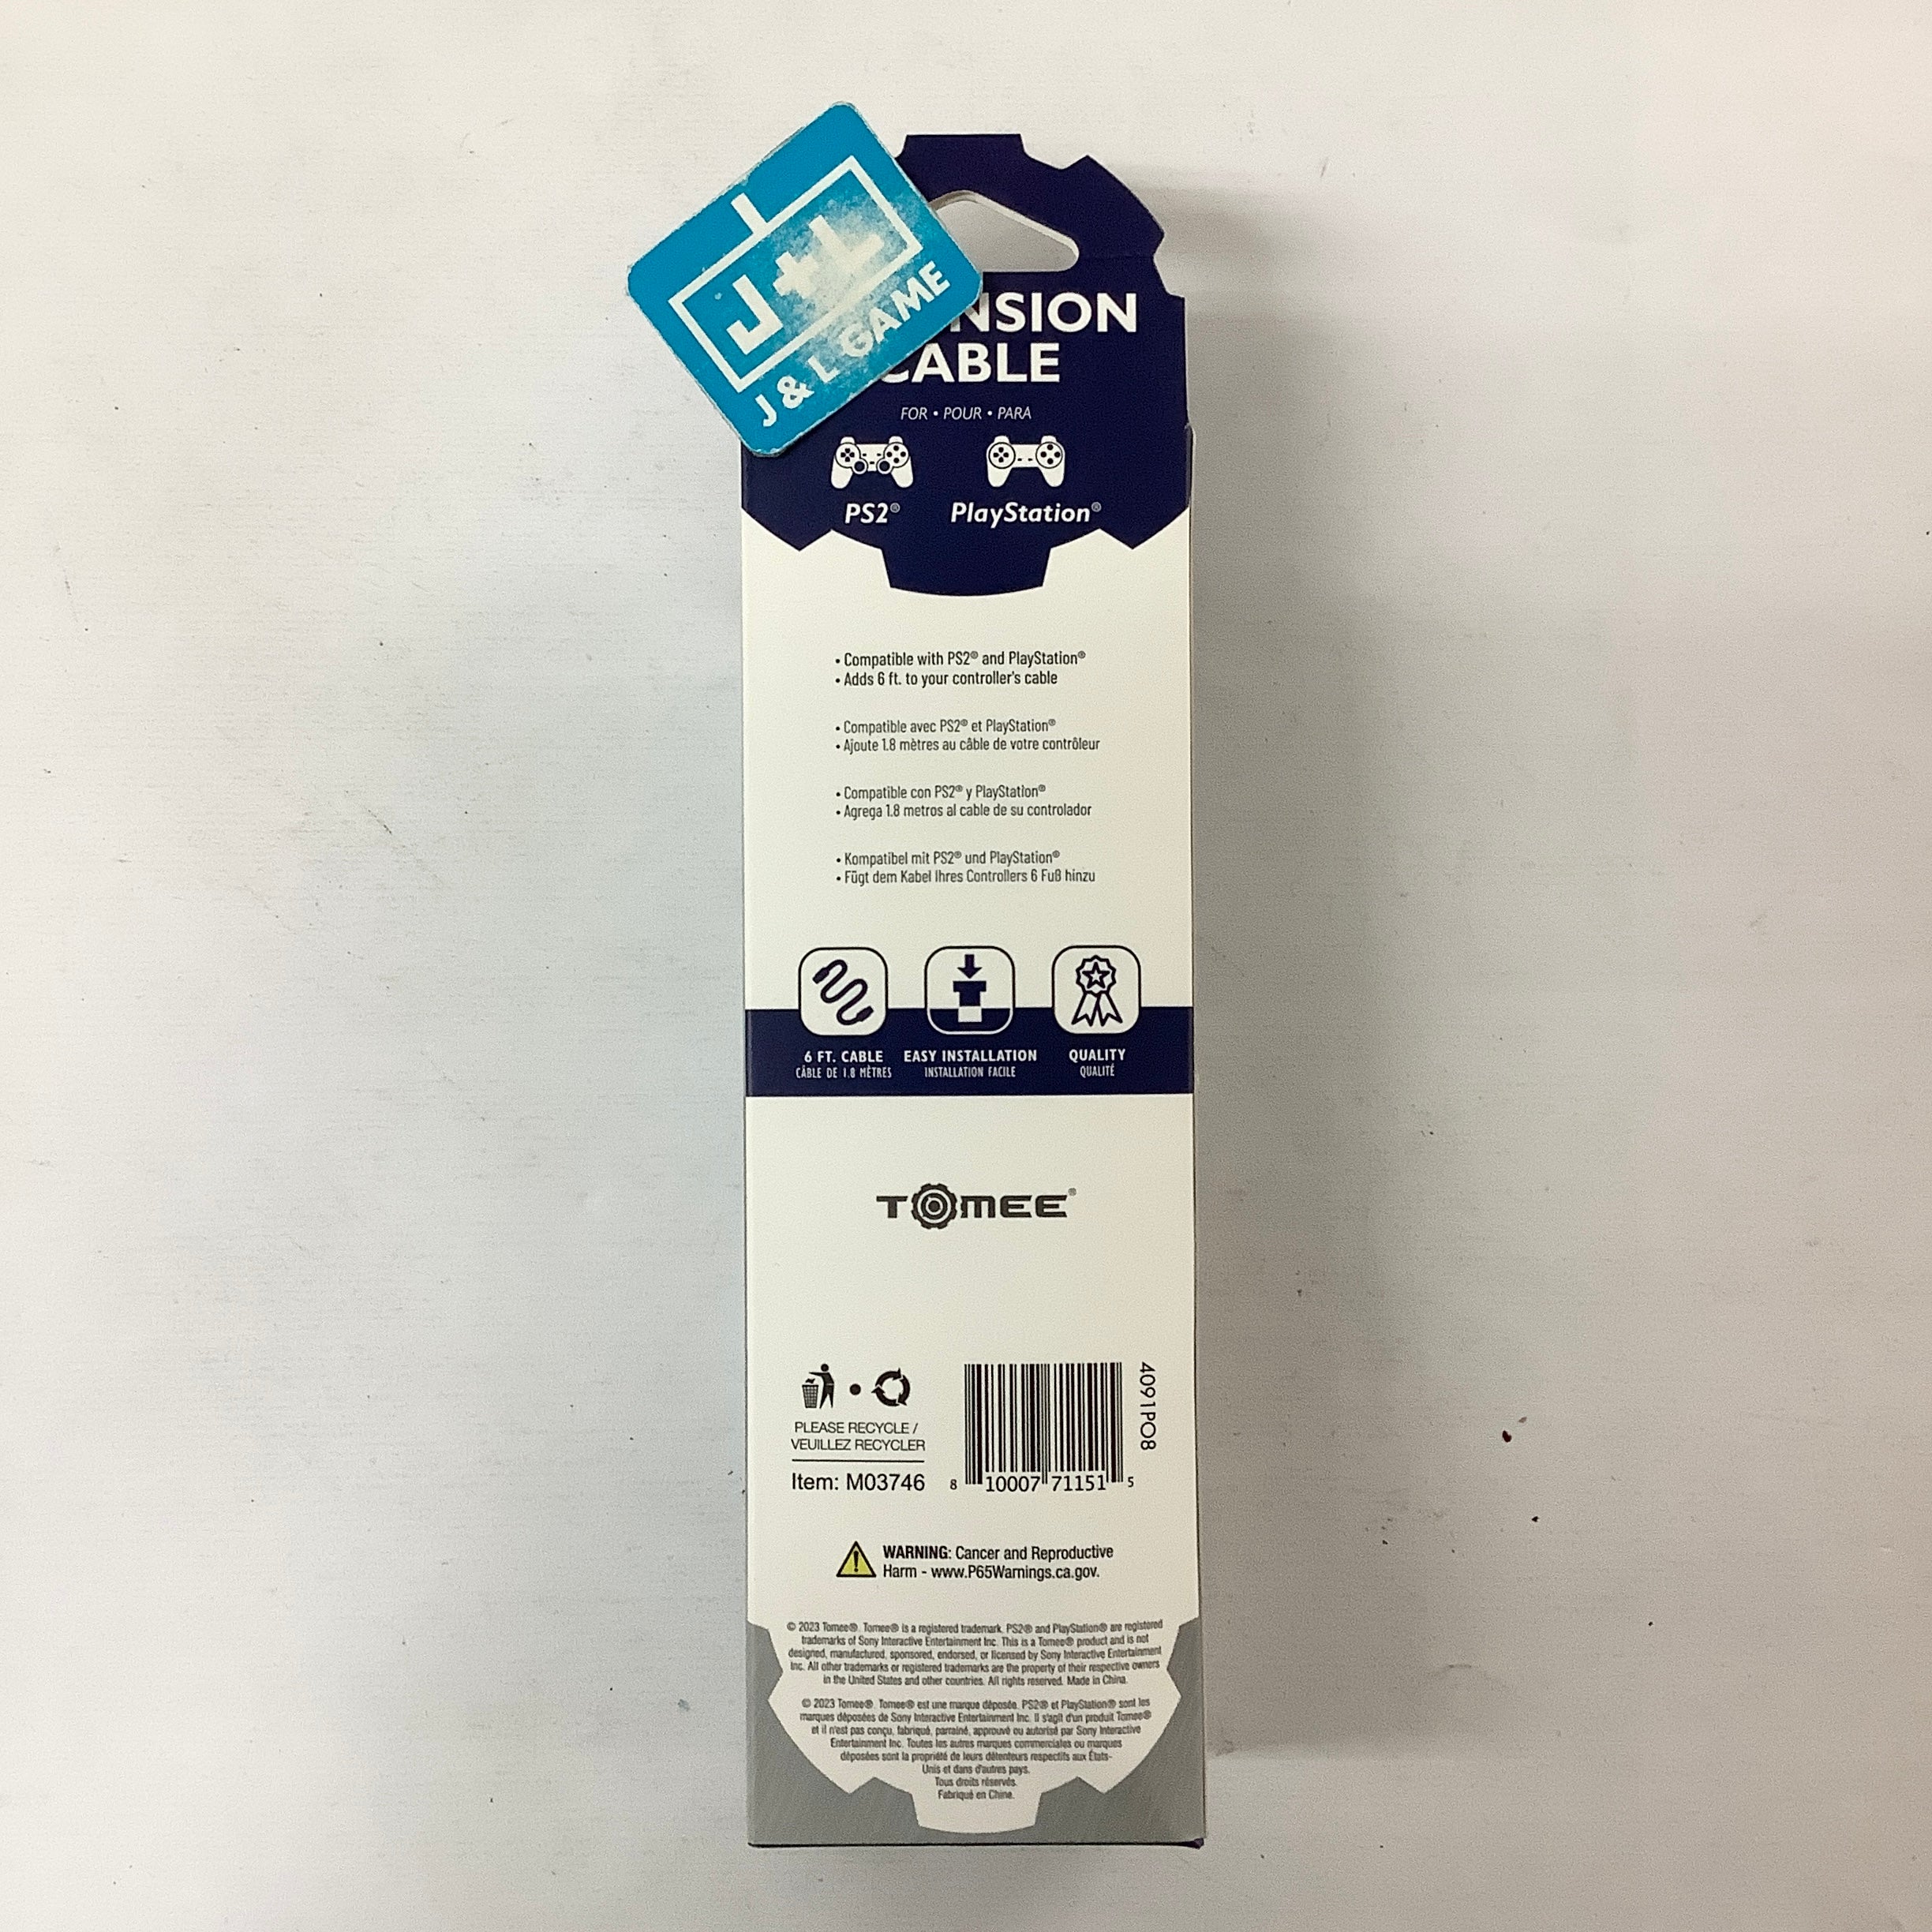 J+L
J & L GAME
NSION
CABLE
FOR • POUR • PARA
PS2® PlayStation®
• Compatible with PS2® and PlayStation®
• Adds 6 ft. to your controller's cable
• Compatible avec PS2® et PlayStation®
• Ajoute 1.8 mètres au câble de votre contrôleur
• Compatible con PS2® y PlayStation®
• Agrega 1.8 metros al cable de su controlador
• Kompatibel mit PS2® und PlayStation®
• Fügt dem Kabel Ihres Controllers 6 Fuß hinzu
6 FT. CABLE EASY INSTALLATION QUALITY
CÂBLE DE 1.8 MÈTRES INSTALLATION FACILE QUALITÉ
TOMEE®
PLEASE RECYCLE /
VEUILLEZ RECYCLER
Item: M03746
8 10007 71151 5
4091PO8
WARNING: Cancer and Reproductive
Harm - www.P65Warnings.ca.gov.
© 2023 Tomee®. Tomee® is a registered trademark. PS2® and PlayStation® are registered
trademarks of Sony Interactive Entertainment Inc. This is a Tomee® product and is not
designed, manufactured, sponsored, endorsed, or licensed by Sony Interactive Entertainment
Inc. All other trademarks or registered trademarks are the property of their respective owners
in the United States and other countries. All rights reserved. Made in China.
© 2023 Tomee®. Tomee® est une marque déposée. PS2® et PlayStation® sont les
marques déposées de Sony Interactive Entertainment Inc. Il s'agit d'un produit Tomee®
et il n'est pas conçu, fabriqué, parrainé, approuvé ou autorisé par Sony Interactive
Entertainment Inc. Toutes les autres marques commerciales ou marques
déposées sont la propriété de leurs détenteurs respectifs aux États-
Unis et dans d'autres pays.
Tous droits réservés.
Fabriqué en Chine.